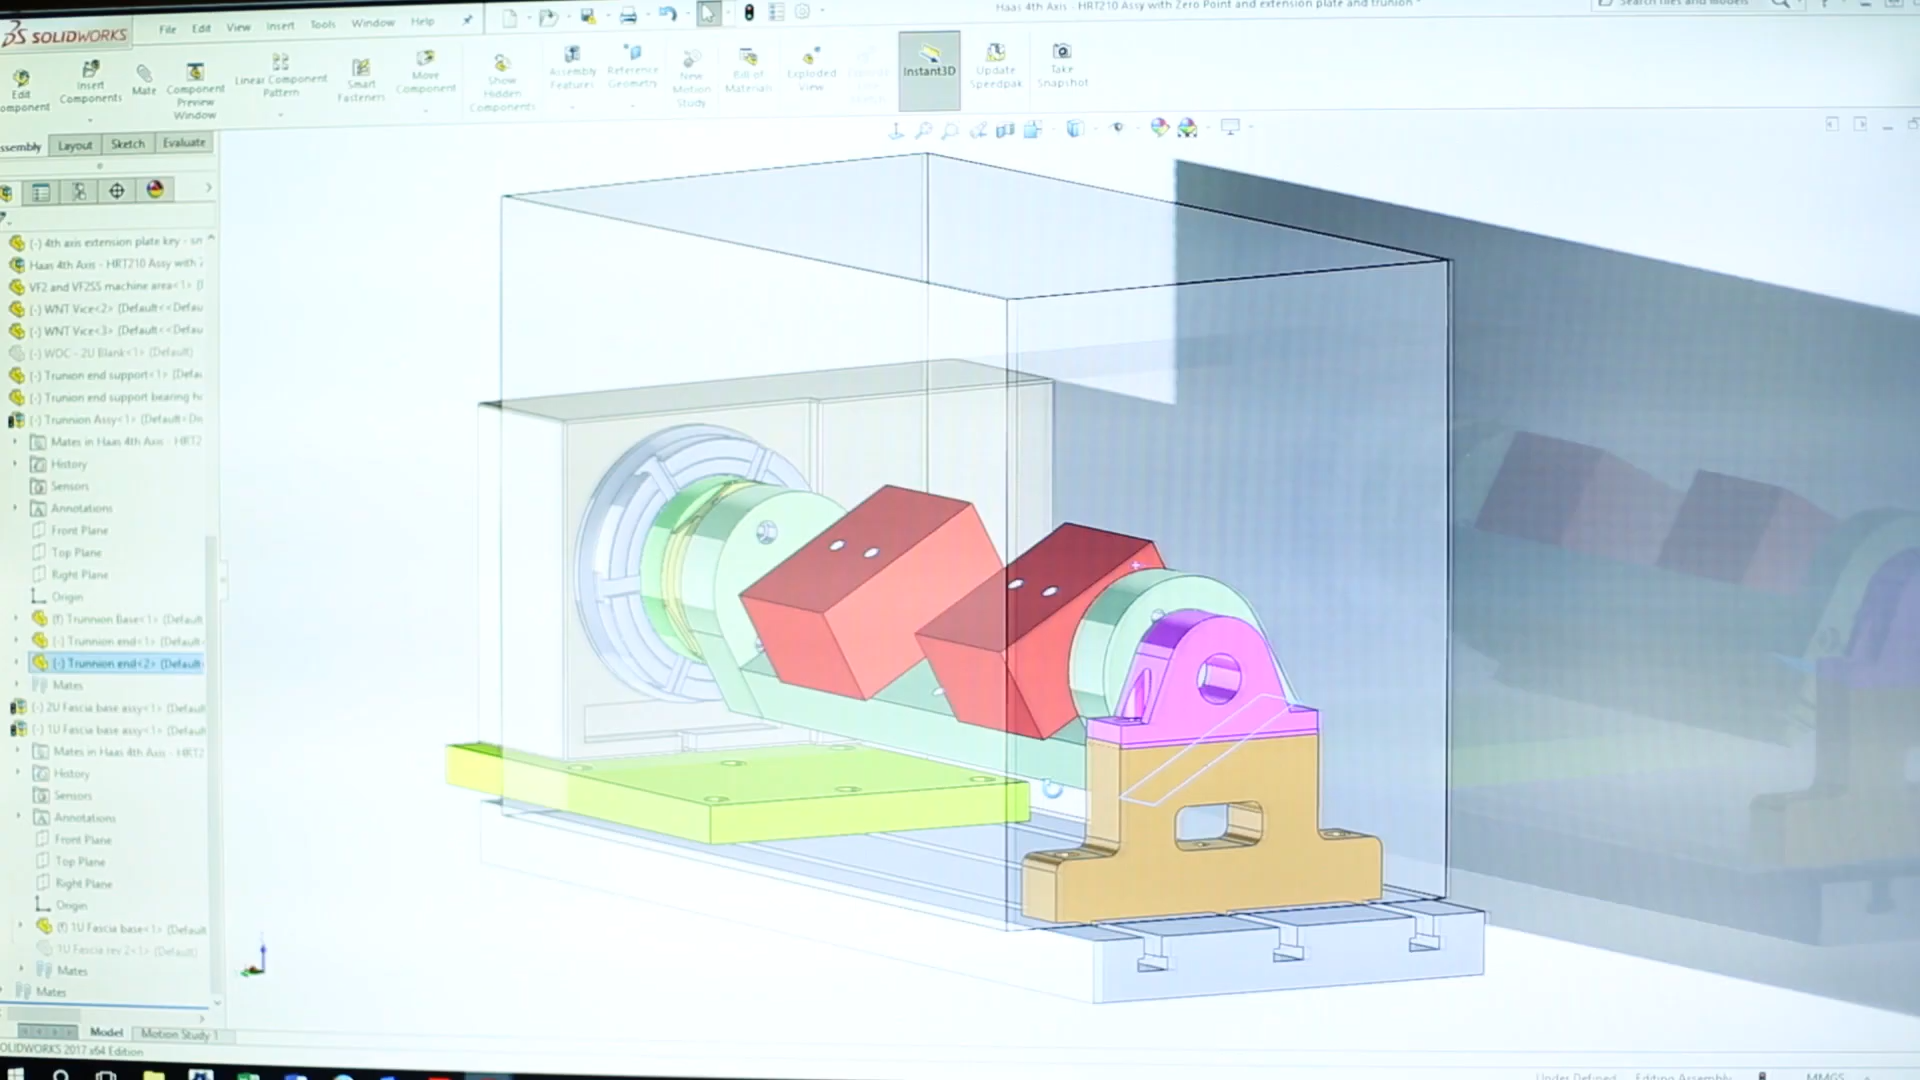 Haas 4th Axis - HRT210 Assy with Zero Point and extension plate and trunion
Search files and models
SOLIDWORKS
File Edit View Insert Tools Window Help
Edit Component
Insert Components
Mate
Component Preview Window
Linear Component Pattern
Smart Fasteners
Move Component
Show Hidden Components
Assembly Features
Reference Geometry
New Motion Study
Bill of Materials
Exploded View
Instant3D
Update Speedpak
Take Snapshot
ssembly Layout Sketch Evaluate
(-) 4th axis extension plate key - sn
Haas 4th Axis - HRT210 Assy with
VF2 and VF2SS machine area<1>
(-) WNT Vice<2> (Default<<Defau
(-) WNT Vice<3> (Default<<Defau
(-) WDC - 2U Blank<1> (Default)
(-) Trunion end support<1> (Defau
(-) Trunion end support bearing h
(-) Trunnion Assy<1> (Default<De
Mates in Haas 4th Axis - HRT2
History
Sensors
Annotations
Front Plane
Top Plane
Right Plane
Origin
(f) Trunnion Base<1> (Default
(-) Trunnion end<1> (Default
(-) Trunnion end<2> (Default
Mates
(-) 2U Fascia base assy<1> (Defaul
(-) 1U Fascia base assy<1> (Defaul
Mates in Haas 4th Axis - HRT2
History
Sensors
Annotations
Front Plane
Top Plane
Right Plane
Origin
(f) 1U Fascia base<1> (Default
1U Fascia rev 2<1> (Default)
Mates
Mates
Model Motion Study 1
OLIDWORKS 2017 x64 Edition
Under Defined Editing Assembly MMGS